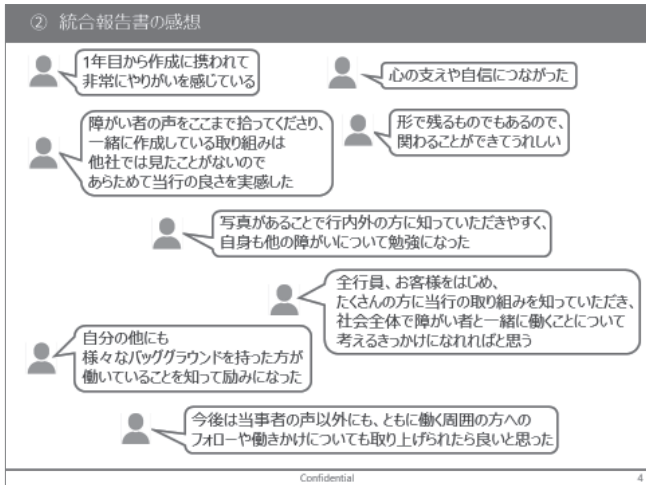 ② 統合報告書の感想
1年目から作成に携われて
非常にやりがいを感じている
心の支えや自信につながった
障がい者の声をここまで拾ってくださり、
一緒に作成している取り組みは
他社では見たことがないので
あらためて当行の良さを実感した
形で残るものでもあるので、
関わることができてうれしい
写真があることで行内外の方に知っていただきやすく、
自身も他の障がいについて勉強になった
全行員、お客様をはじめ、
たくさんの方に当行の取り組みを知っていただき、
社会全体で障がい者と一緒に働くことについて
考えるきっかけになれればと思う
自分の他にも
様々なバッググラウンドを持った方が
働いていることを知って励みになった
今後は当事者の声以外にも、ともに働く周囲の方への
フォローや働きかけについても取り上げられたら良いと思った
Confidential
4